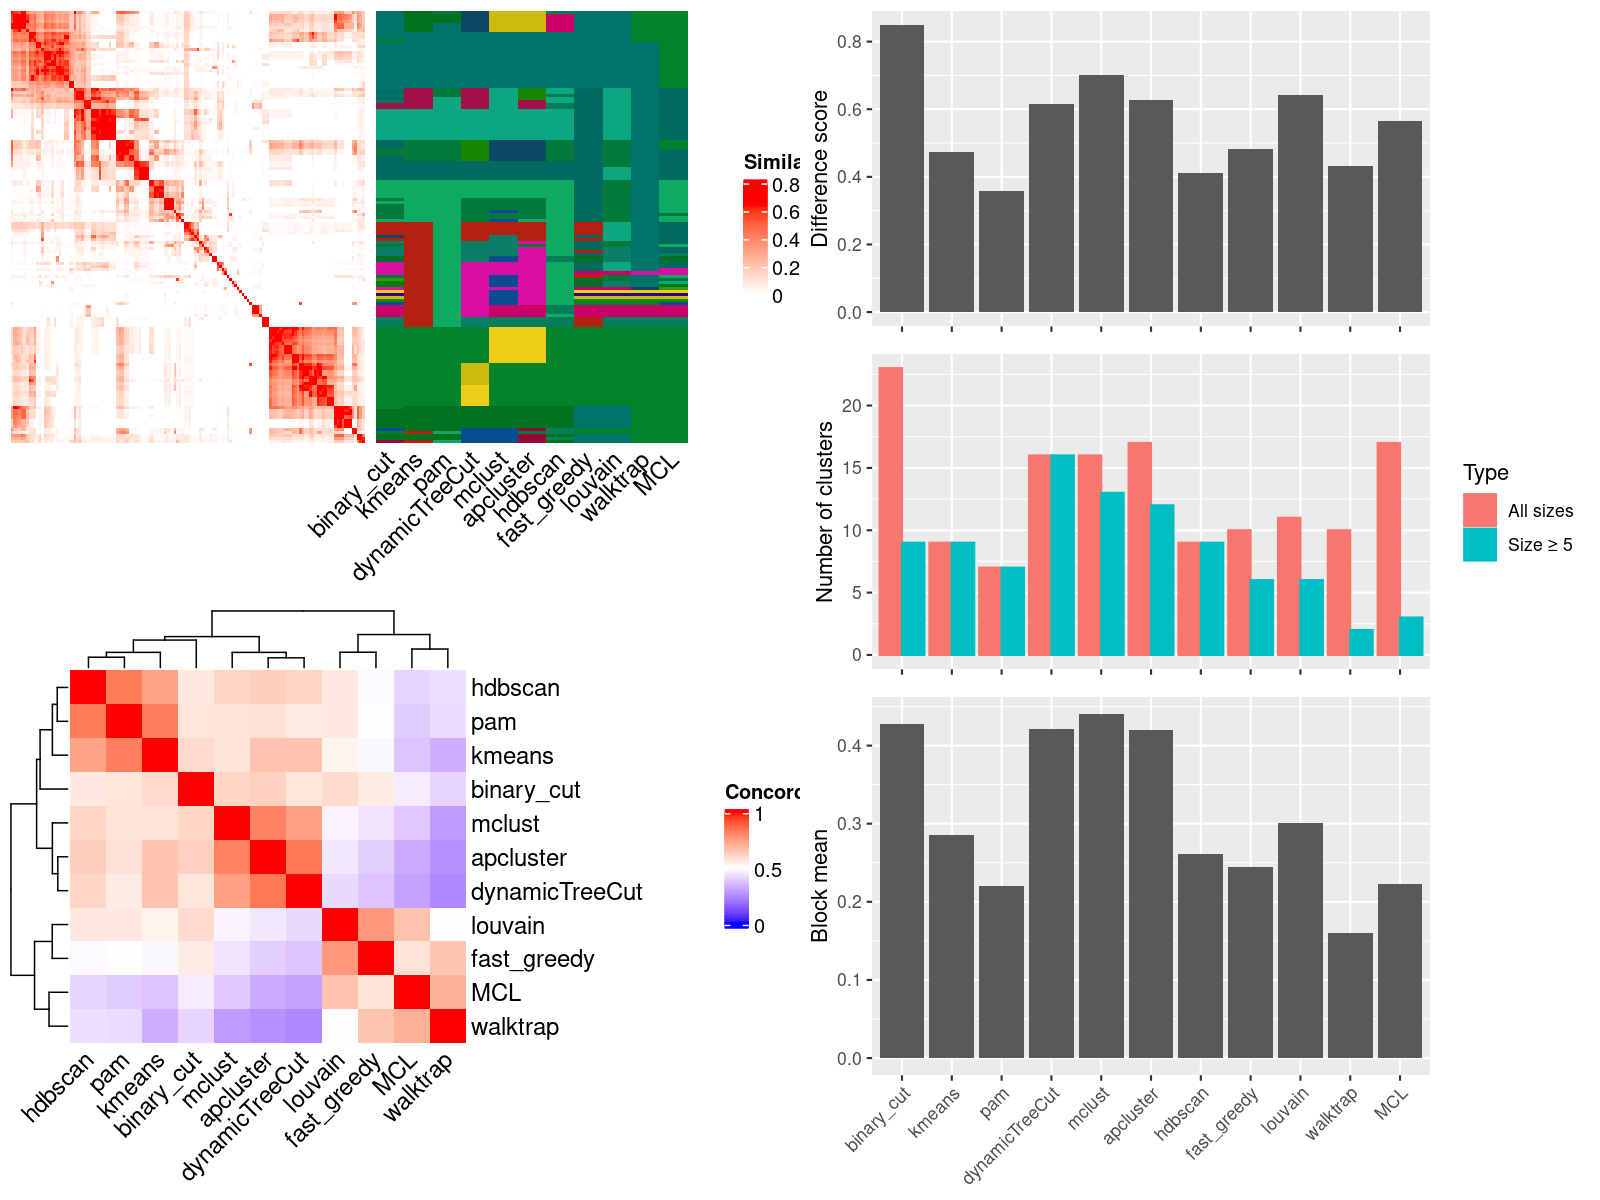 Simila
0.8
0.6
0.4
0.2
0
binary_cut
kmeans
pam
dynamicTreeCut
mclust
apcluster
hdbscan
fast_greedy
louvain
walktrap
MCL
Difference score
0.8
0.6
0.4
0.2
0.0
Number of clusters
20
15
10
5
0
Type
All sizes
Size ≥ 5
hdbscan
pam
kmeans
binary_cut
mclust
apcluster
dynamicTreeCut
louvain
fast_greedy
MCL
walktrap
hdbscan
pam
kmeans
binary_cut
mclust
apcluster
dynamicTreeCut
louvain
fast_greedy
MCL
walktrap
Concord
1
0.5
0
Block mean
0.4
0.3
0.2
0.1
0.0
binary_cut
kmeans
pam
dynamicTreeCut
mclust
apcluster
hdbscan
fast_greedy
louvain
walktrap
MCL